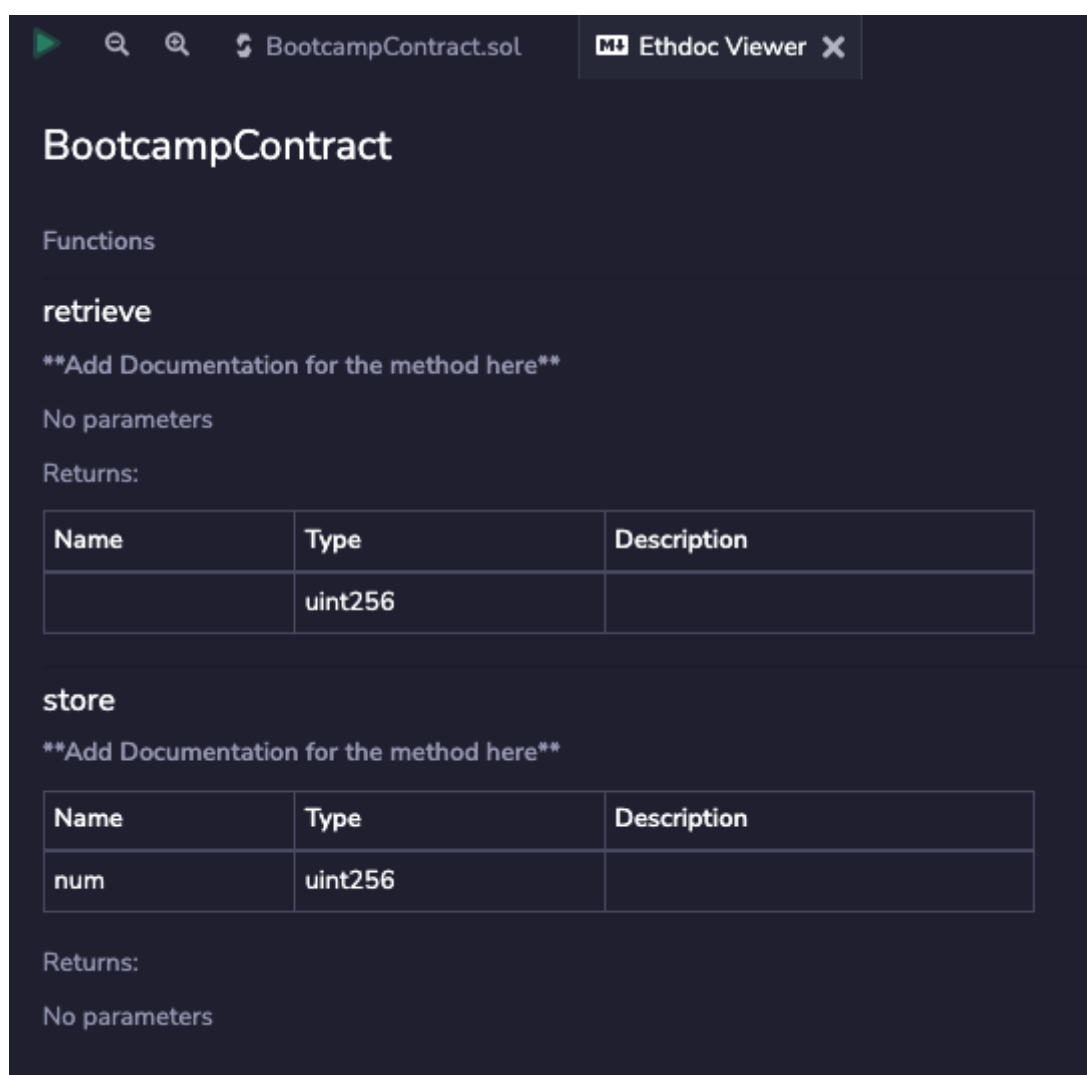 BootcampContract.sol M↓ Ethdoc Viewer
BootcampContract
Functions
retrieve
**Add Documentation for the method here**
No parameters
Returns:
Name Type Description
uint256
store
**Add Documentation for the method here**
Name Type Description
num uint256
Returns:
No parameters